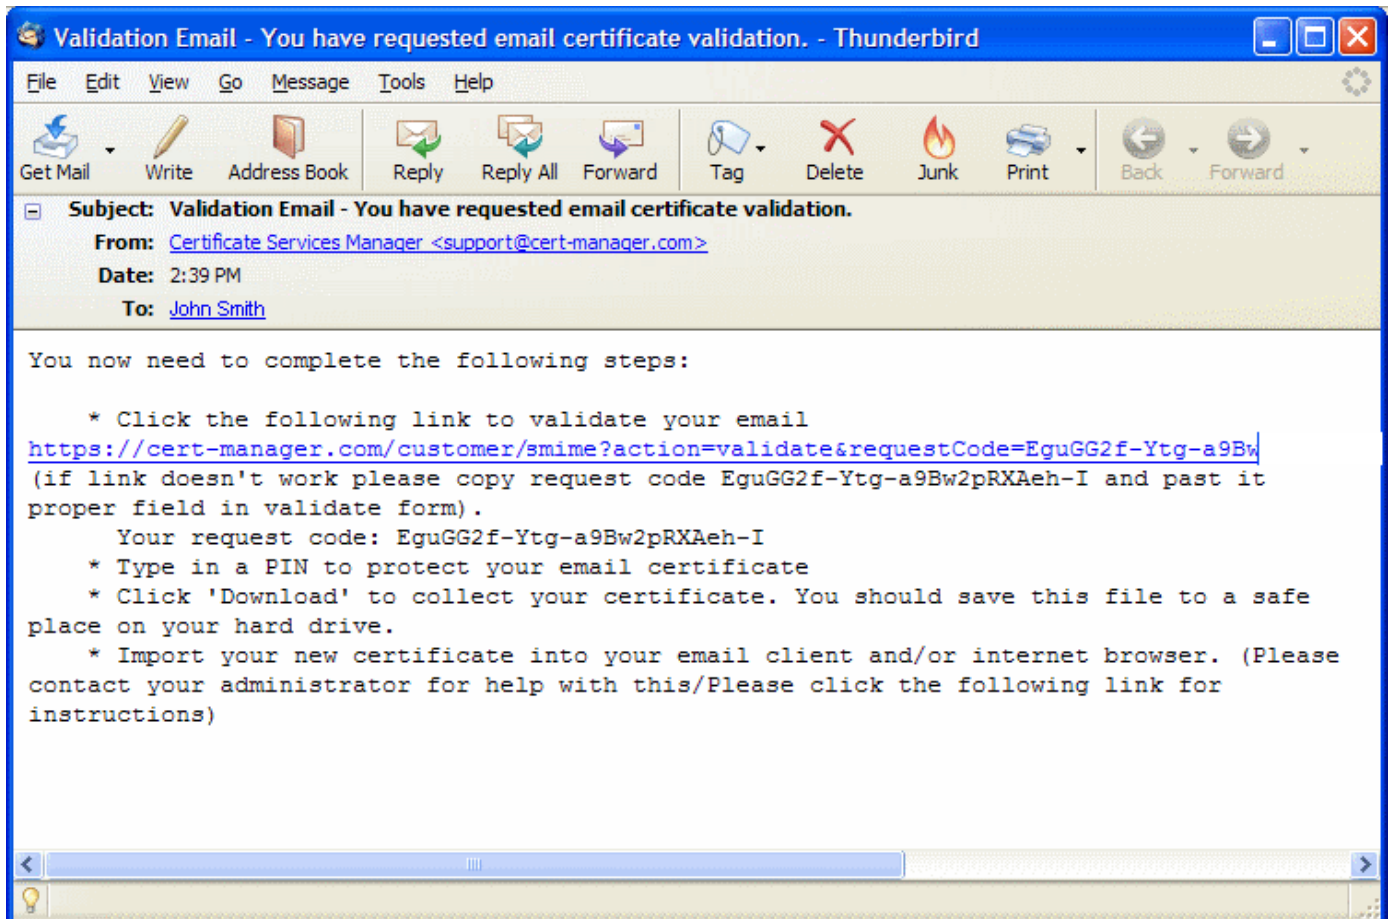 Validation Email - You have requested email certificate validation. - Thunderbird
File Edit View Go Message Tools Help
Get Mail Write Address Book Reply Reply All Forward Tag Delete Junk Print Back Forward
Subject: Validation Email - You have requested email certificate validation.
From: Certificate Services Manager <support@cert-manager.com>
Date: 2:39 PM
To: John Smith
You now need to complete the following steps:
* Click the following link to validate your email
https://cert-manager.com/customer/smime?action=validate&requestCode=EguGG2f-Ytg-a9Bw
(if link doesn't work please copy request code EguGG2f-Ytg-a9Bw2pRXAeh-I and past it
proper field in validate form).
Your request code: EguGG2f-Ytg-a9Bw2pRXAeh-I
* Type in a PIN to protect your email certificate
* Click 'Download' to collect your certificate. You should save this file to a safe
place on your hard drive.
* Import your new certificate into your email client and/or internet browser. (Please
contact your administrator for help with this/Please click the following link for
instructions)